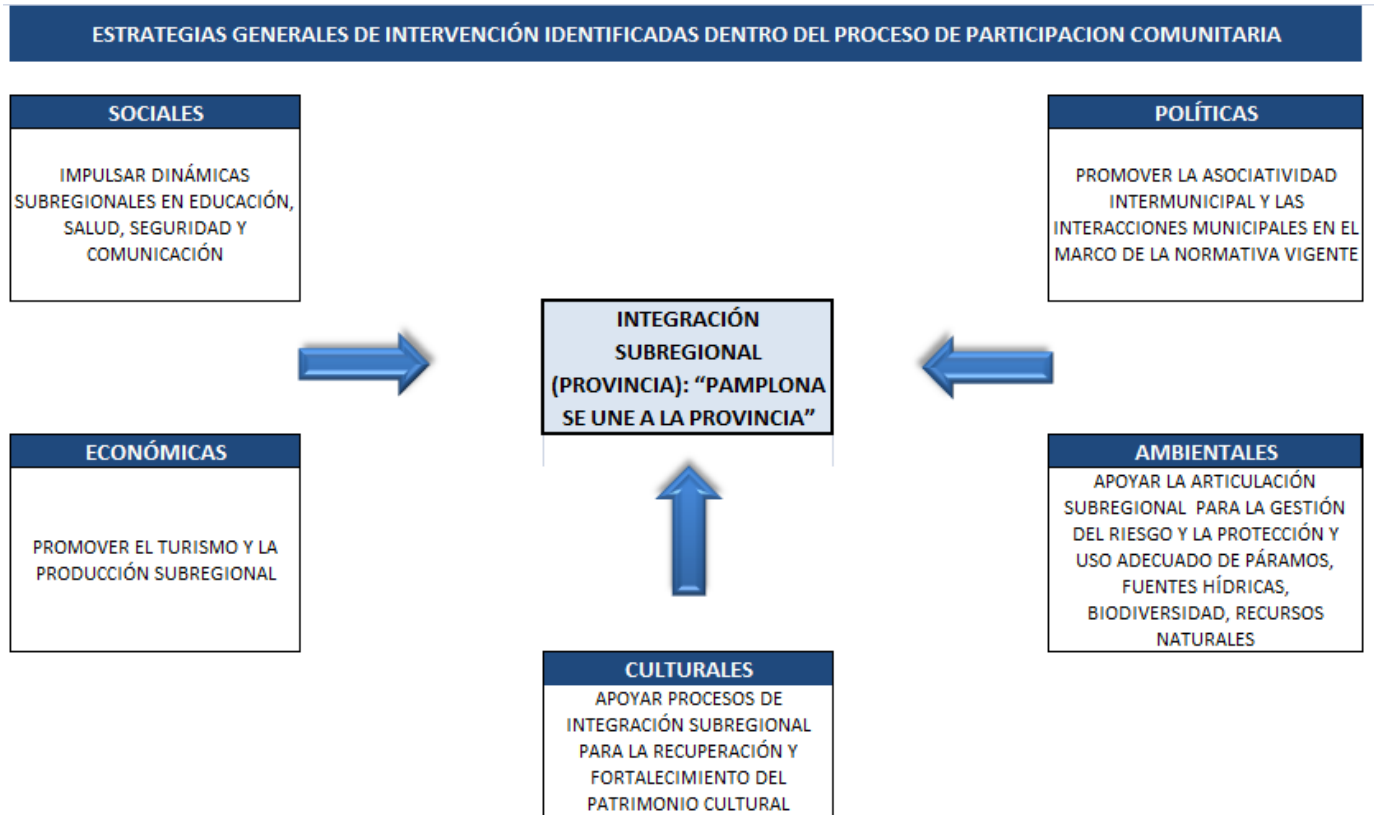 ESTRATEGIAS GENERALES DE INTERVENCIÓN IDENTIFICADAS DENTRO DEL PROCESO DE PARTICIPACION COMUNITARIA
SOCIALES
IMPULSAR DINÁMICAS
SUBREGIONALES EN EDUCACIÓN,
SALUD, SEGURIDAD Y
COMUNICACIÓN
POLÍTICAS
PROMOVER LA ASOCIATIVIDAD
INTERMUNICIPAL Y LAS
INTERACCIONES MUNICIPALES EN EL
MARCO DE LA NORMATIVA VIGENTE
INTEGRACIÓN
SUBREGIONAL
(PROVINCIA): “PAMPLONA
SE UNE A LA PROVINCIA”
ECONÓMICAS
PROMOVER EL TURISMO Y LA
PRODUCCIÓN SUBREGIONAL
AMBIENTALES
APOYAR LA ARTICULACIÓN
SUBREGIONAL PARA LA GESTIÓN
DEL RIESGO Y LA PROTECCIÓN Y
USO ADECUADO DE PÁRAMOS,
FUENTES HÍDRICAS,
BIODIVERSIDAD, RECURSOS
NATURALES
CULTURALES
APOYAR PROCESOS DE
INTEGRACIÓN SUBREGIONAL
PARA LA RECUPERACIÓN Y
FORTALECIMIENTO DEL
PATRIMONIO CULTURAL